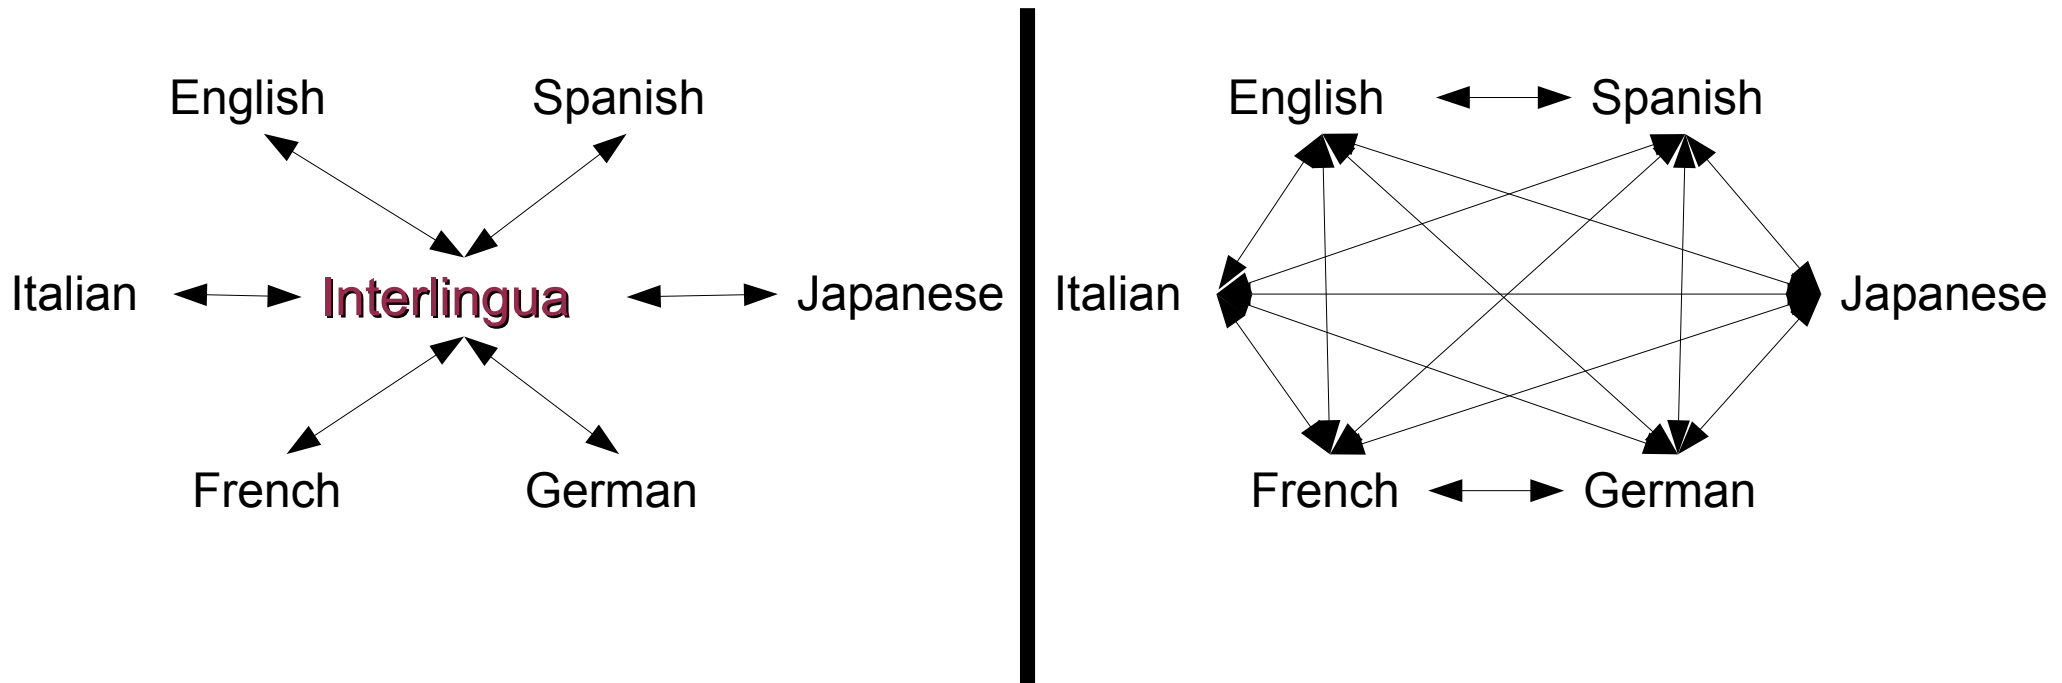 English Spanish
Italian Interlingua Japanese
French German
English Spanish
Italian Japanese
French German